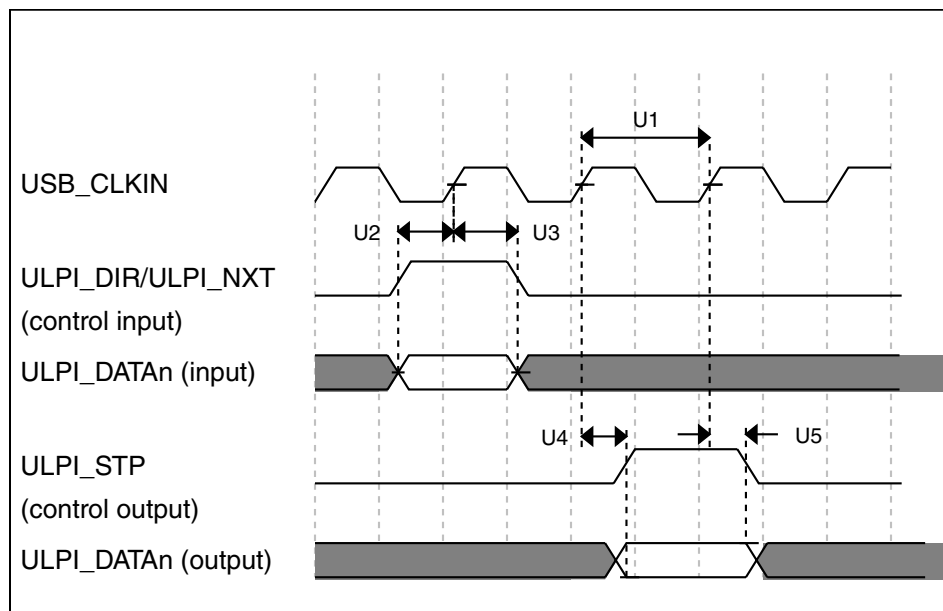 U1
USB_CLKIN
U2
U3
ULPI_DIR/ULPI_NXT
(control input)
ULPI_DATAn (input)
U4
U5
ULPI_STP
(control output)
ULPI_DATAn (output)